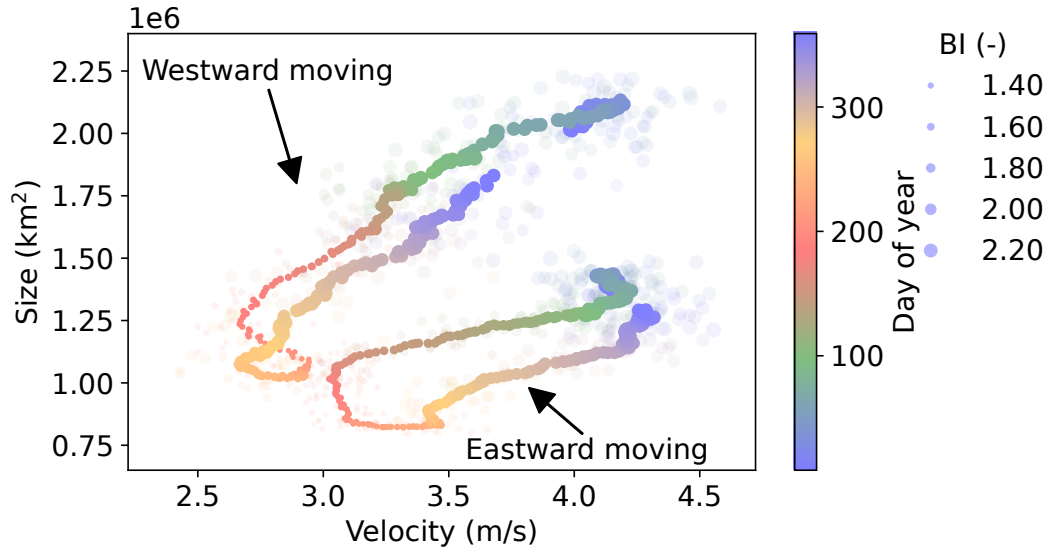 1e6
Westward moving
Eastward moving
2.25
2.00
1.75
1.50
1.25
1.00
0.75
Size (km²)
2.5 3.0 3.5 4.0 4.5
Velocity (m/s)
300
200
100
Day of year
BI (-)
1.40
1.60
1.80
2.00
2.20